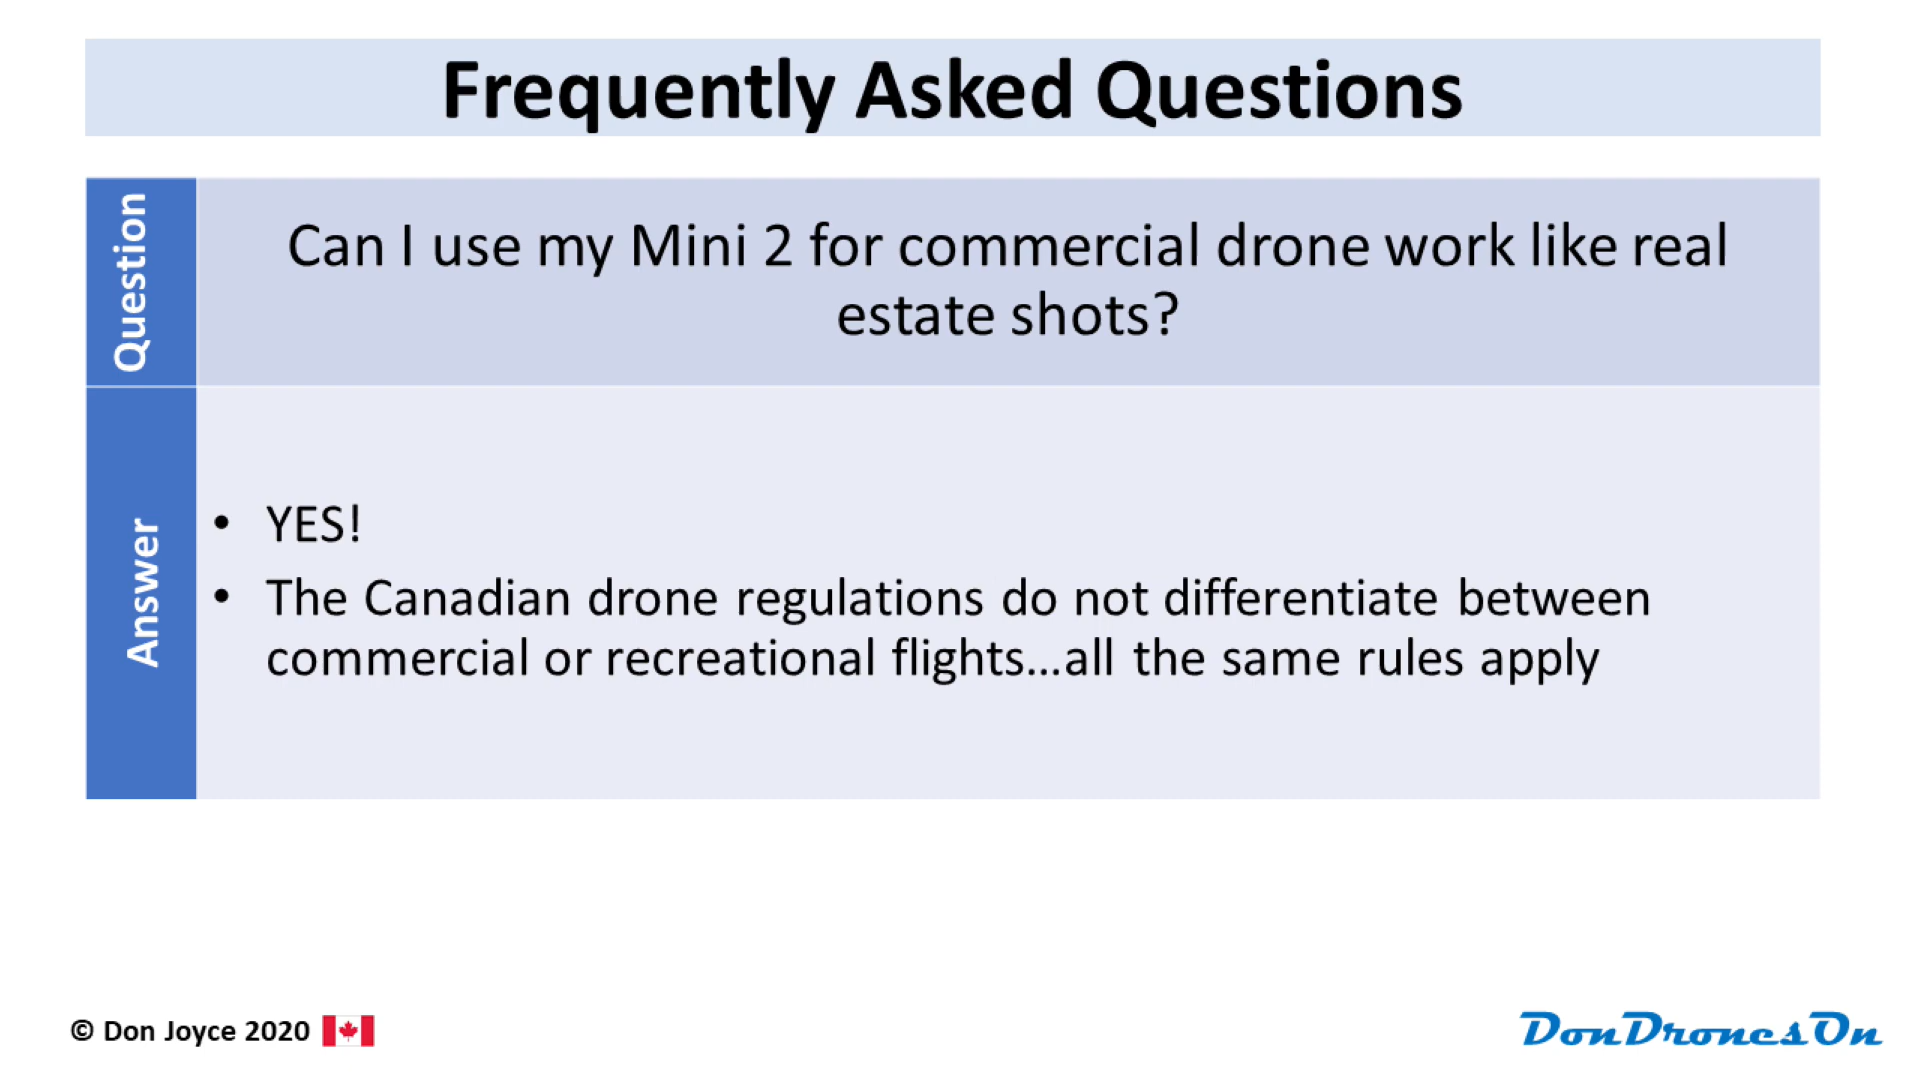 Frequently Asked Questions
Question
Can I use my Mini 2 for commercial drone work like real
estate shots?
Answer
• YES!
• The Canadian drone regulations do not differentiate between
commercial or recreational flights...all the same rules apply
© Don Joyce 2020
DonDronesOn